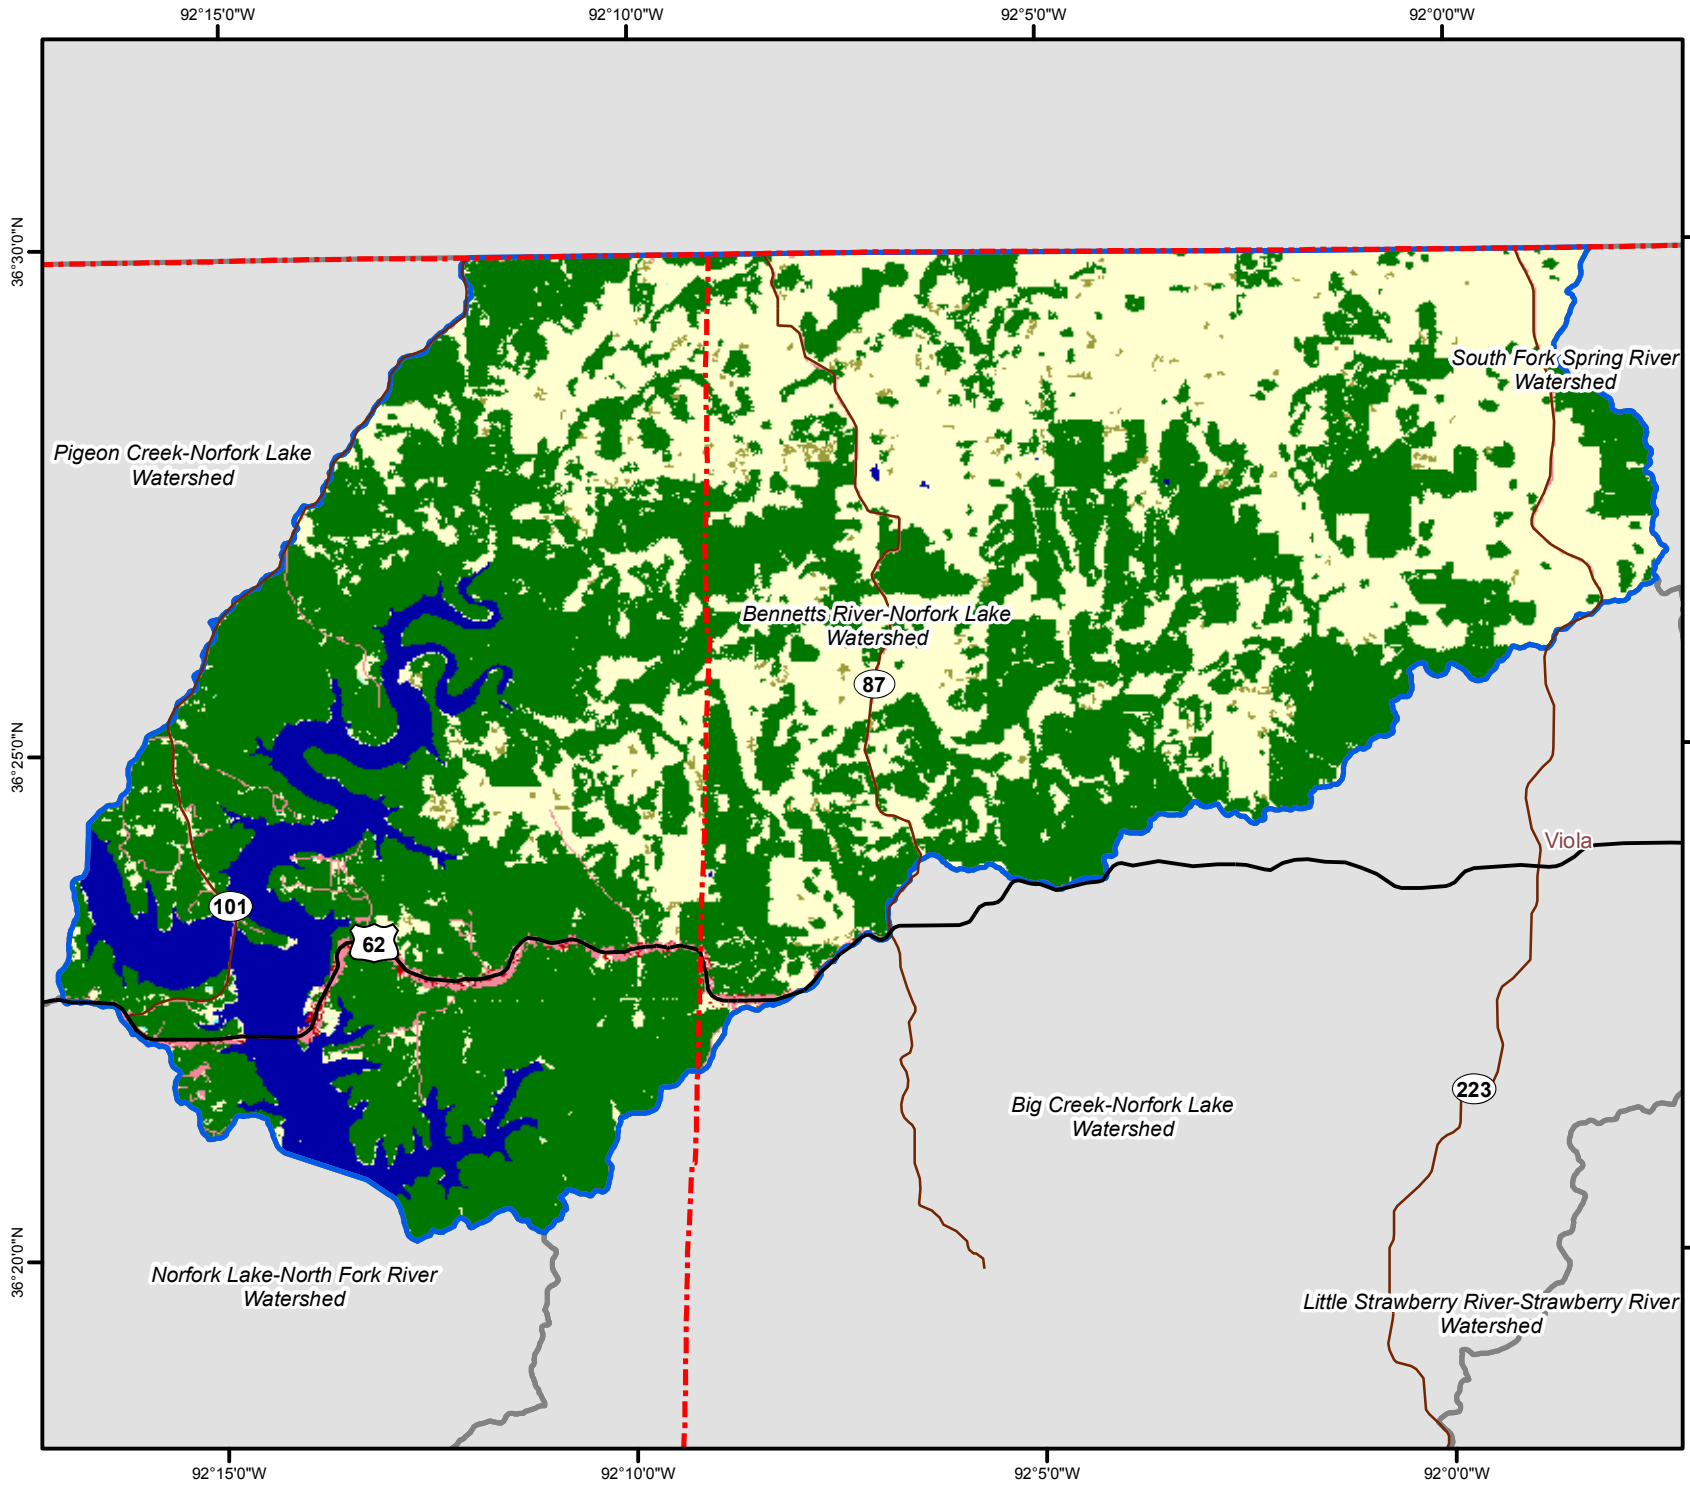 92°15'0"W
92°10'0"W
92°5'0"W
92°0'0"W
36°30'0"N
South Fork Spring River
Watershed
Pigeon Creek-Norfork Lake
Watershed
Bennetts River-Norfork Lake
Watershed
87
36°25'0"N
Viola
101
62
223
Big Creek-Norfork Lake
Watershed
36°20'0"N
Norfork Lake-North Fork River
Watershed
Little Strawberry River-Strawberry River
Watershed
92°15'0"W
92°10'0"W
92°5'0"W
92°0'0"W